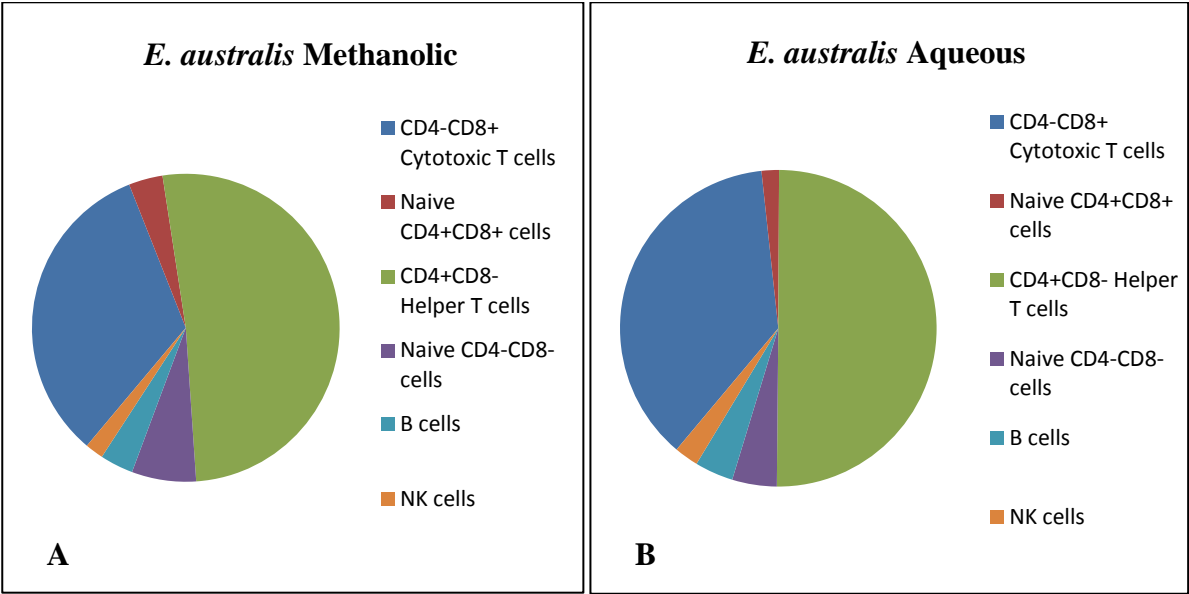 E. australis Methanolic
CD4-CD8+
Cytotoxic T cells
Naive
CD4+CD8+ cells
CD4+CD8-
Helper T cells
Naive CD4-CD8-
cells
B cells
NK cells
A
E. australis Aqueous
CD4-CD8+
Cytotoxic T cells
Naive CD4+CD8+
cells
CD4+CD8- Helper
T cells
Naive CD4-CD8-
cells
B cells
NK cells
B